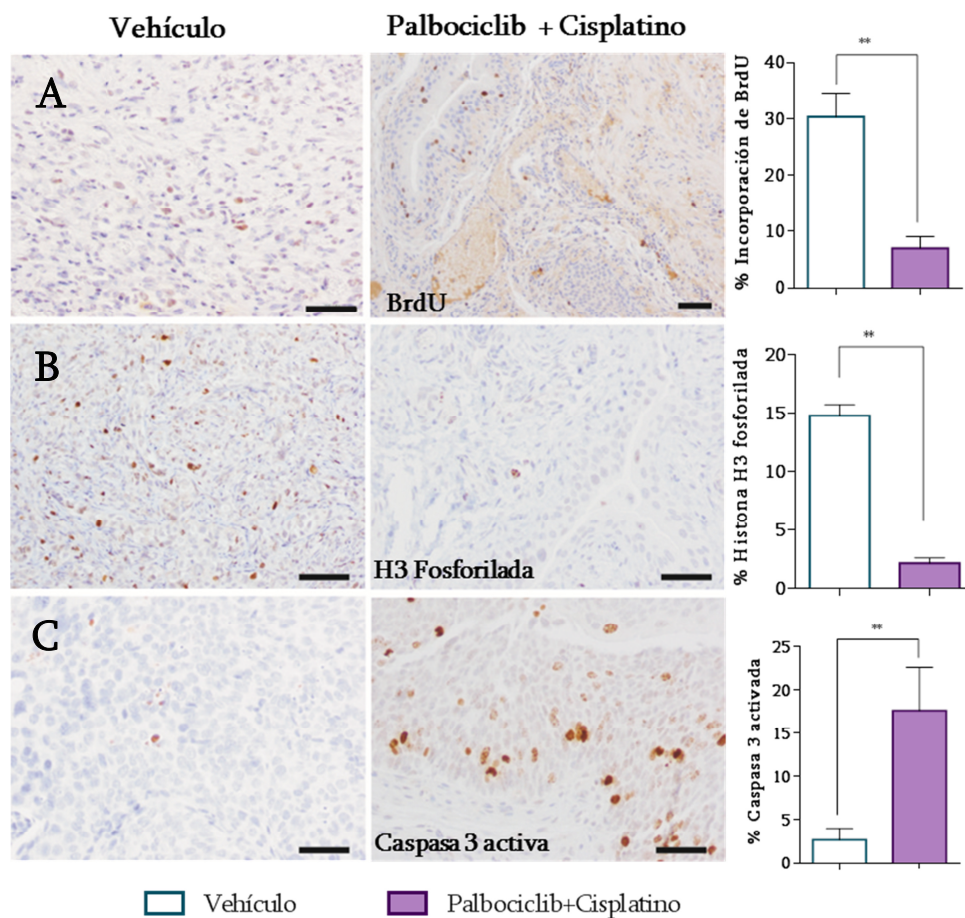 Vehículo
Palbociclib + Cisplatino
A
BrdU
% Incorporación de BrdU
40
30
20
10
0
**
B
H3 Fosforilada
% Histona H3 fosforilada
20
15
10
5
0
**
C
Caspasa 3 activa
% Caspasa 3 activada
25
20
15
10
5
0
**
Vehículo
Palbociclib+Cisplatino